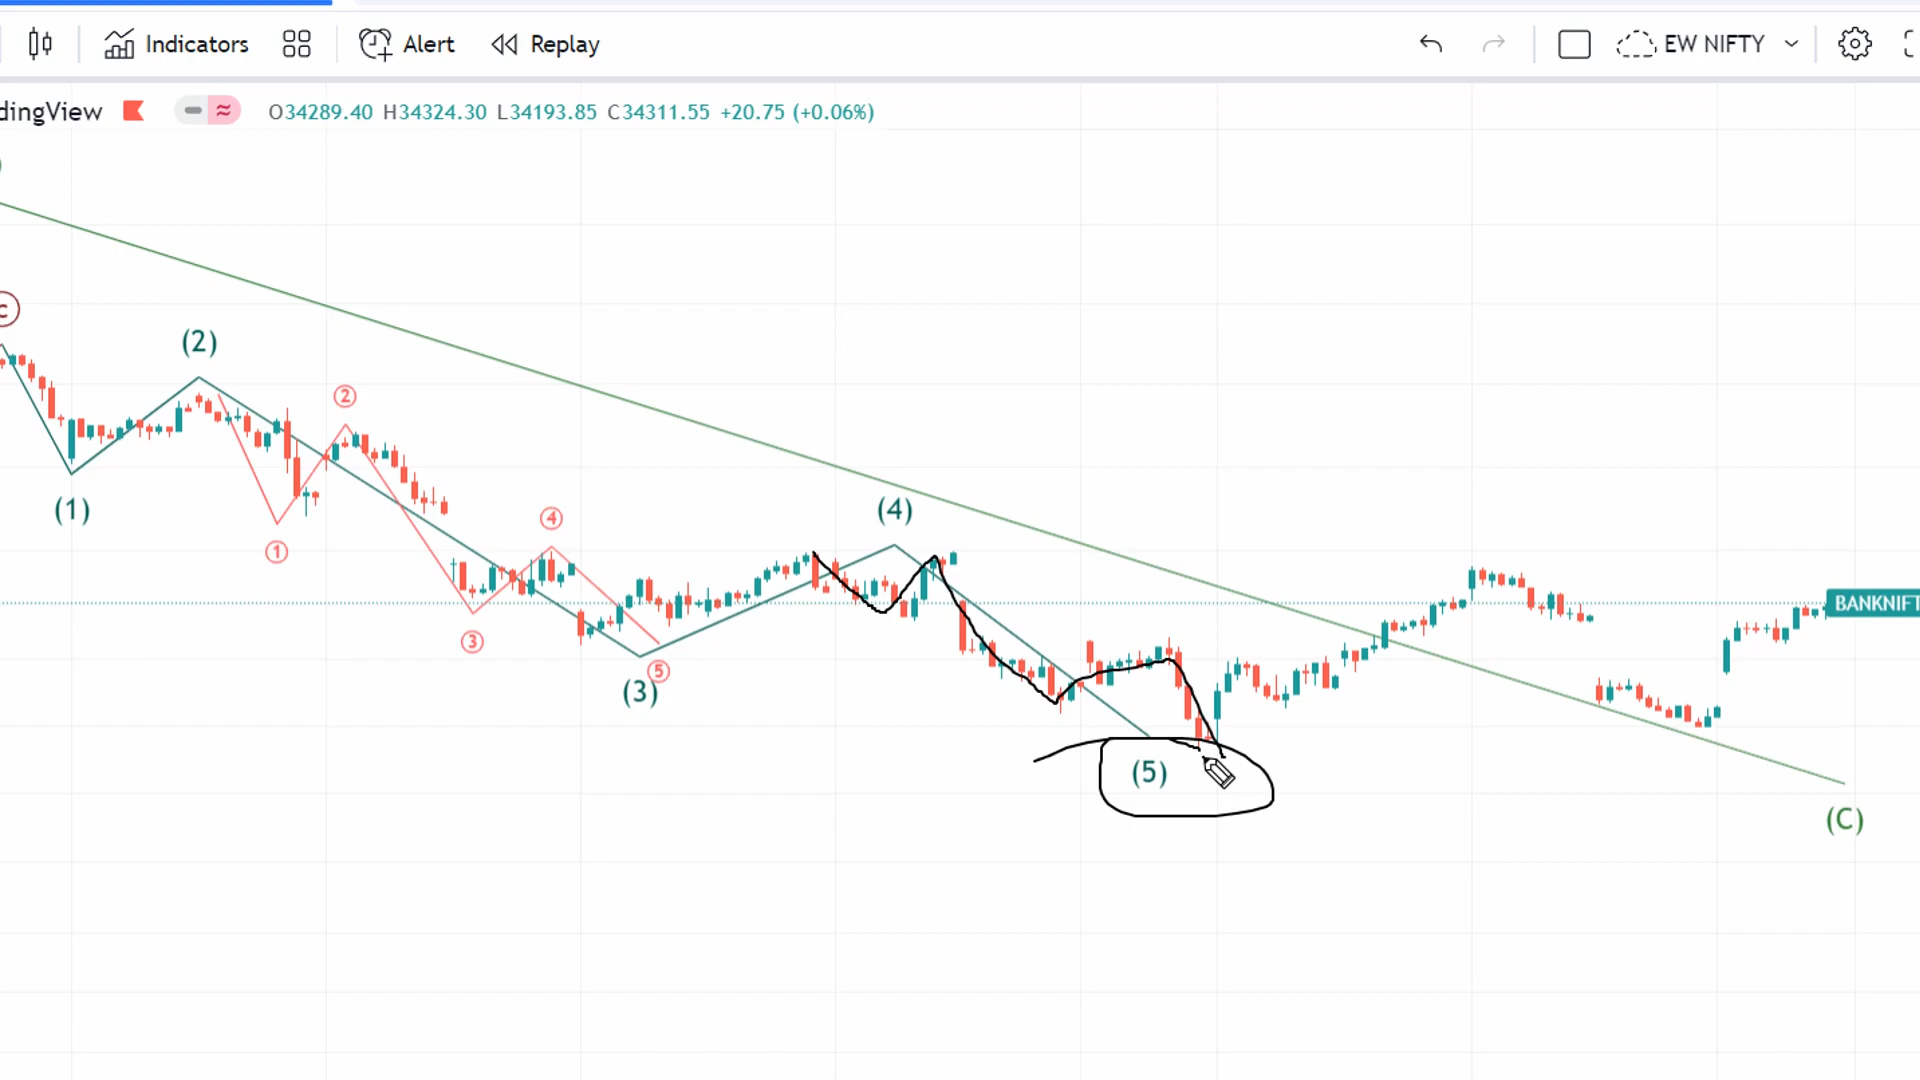 Indicators Alert Replay EW NIFTY
dingView O34289.40 H34324.30 L34193.85 C34311.55 +20.75 (+0.06%)
c
(2)
②
(1)
①
④
(4)
③
⑤
(3)
BANKNIFT
(5)
(C)